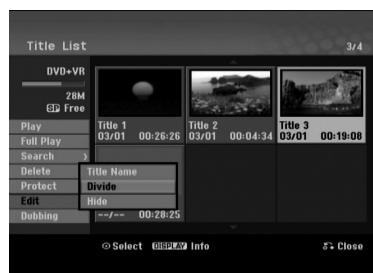 Title List 3/4
DVD+VR
28M
SP Free
Play
Full Play
Search
Delete
Protect
Edit
Dubbing
Title Name
Divide
Hide
Title 1
03/01 00:26:26
Title 2
03/01 00:04:34
Title 3
03/01 00:19:08
--/-- 00:28:25
Select DISPLAY Info Close